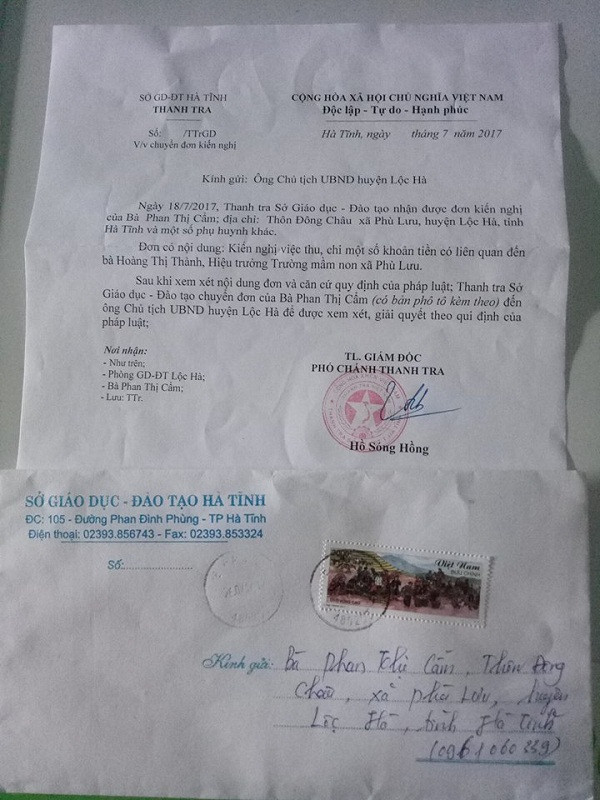 SỞ GD-ĐT HÀ TĨNH
THANH TRA
CỘNG HÒA XÃ HỘI CHỦ NGHĨA VIỆT NAM
Độc lập - Tự do - Hạnh phúc
Số: /TTrGD
V/v chuyển đơn kiến nghị
Hà Tĩnh, ngày tháng 7 năm 2017
Kính gửi: Ông Chủ tịch UBND huyện Lộc Hà
Ngày 18/7/2017, Thanh tra Sở Giáo dục - Đào tạo nhận được đơn kiến nghị
của Bà Phan Thị Cẩm; địa chỉ: Thôn Đông Châu xã Phù Lưu, huyện Lộc Hà, tỉnh
Hà Tĩnh và một số phụ huynh khác.
Đơn có nội dung: Kiến nghị việc thu, chi một số khoản tiền có liên quan đến
bà Hoàng Thị Thành, Hiệu trưởng Trưởng mầm non xã Phù Lưu.
Sau khi xem xét nội dung đơn và căn cứ quy định của pháp luật; Thanh tra Sở
Giáo dục - Đào tạo chuyển đơn của Bà Phan Thị Cẩm (có bản phô tô kèm theo) đến
ông Chủ tịch UBND huyện Lộc Hà để được xem xét, giải quyết theo qui định của
pháp luật;
Nơi nhận:
- Như trên;
- Phòng GD-ĐT Lộc Hà;
- Bà Phan Thị Cẩm;
- Lưu: TTr.
TL. GIÁM ĐỐC
PHÓ CHÁNH THANH TRA
Hồ Sóng Hồng
SỞ GIÁO DỤC - ĐÀO TẠO HÀ TĨNH
ĐC: 105 - Đường Phan Đình Phùng - TP Hà Tĩnh
Điện thoại: 02393.856743 - Fax: 02393.853324
Số:
Việt Nam
BƯU CHÍNH
Kính gửi: Bà Phan Thị Cẩm, Thôn Đông
Châu, xã Phù Lưu, huyện
Lộc Hà, tỉnh Hà Tĩnh
(0961060339)